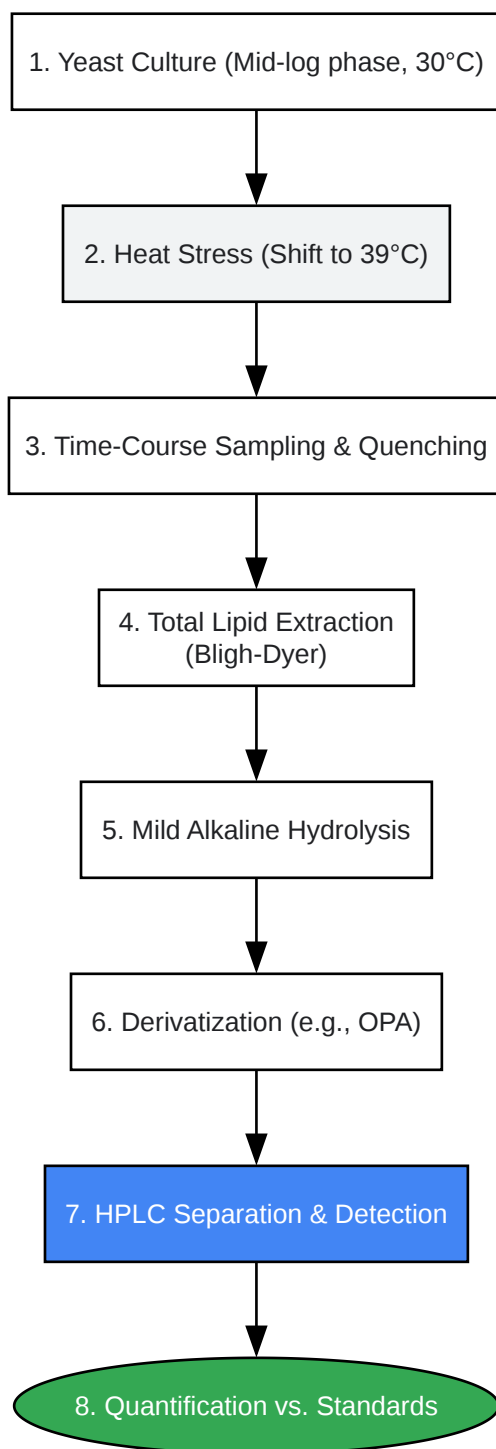 1. Yeast Culture (Mid-log phase, 30°C)
2. Heat Stress (Shift to 39°C)
3. Time-Course Sampling & Quenching
4. Total Lipid Extraction
(Bligh-Dyer)
5. Mild Alkaline Hydrolysis
6. Derivatization (e.g., OPA)
7. HPLC Separation & Detection
8. Quantification vs. Standards